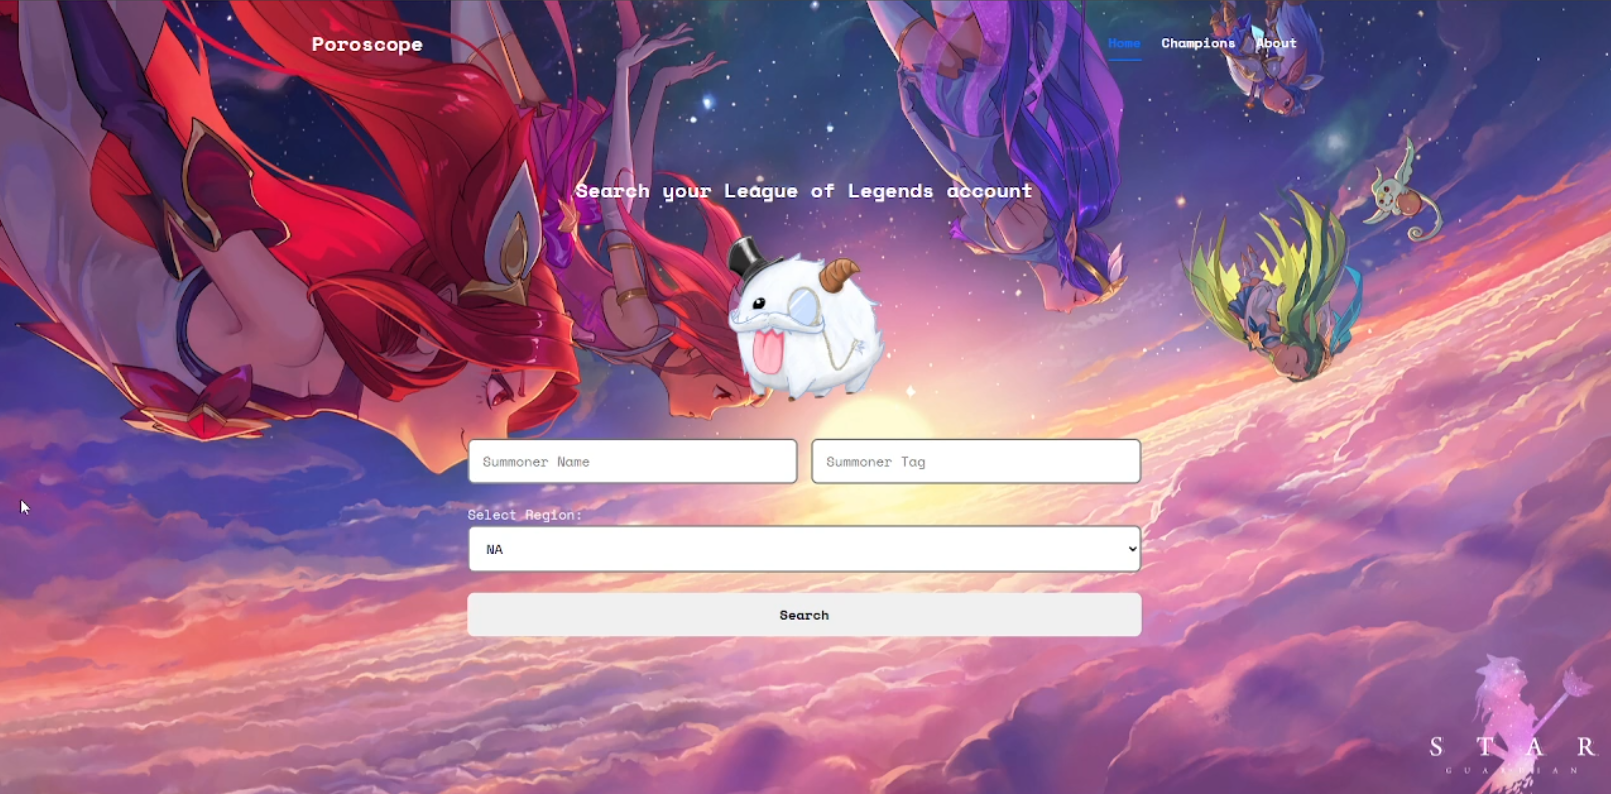 Poroscope
Home Champions About
Search your League of Legends account
Summoner Name
Summoner Tag
Select Region:
NA
Search
STAR
GUARDIAN